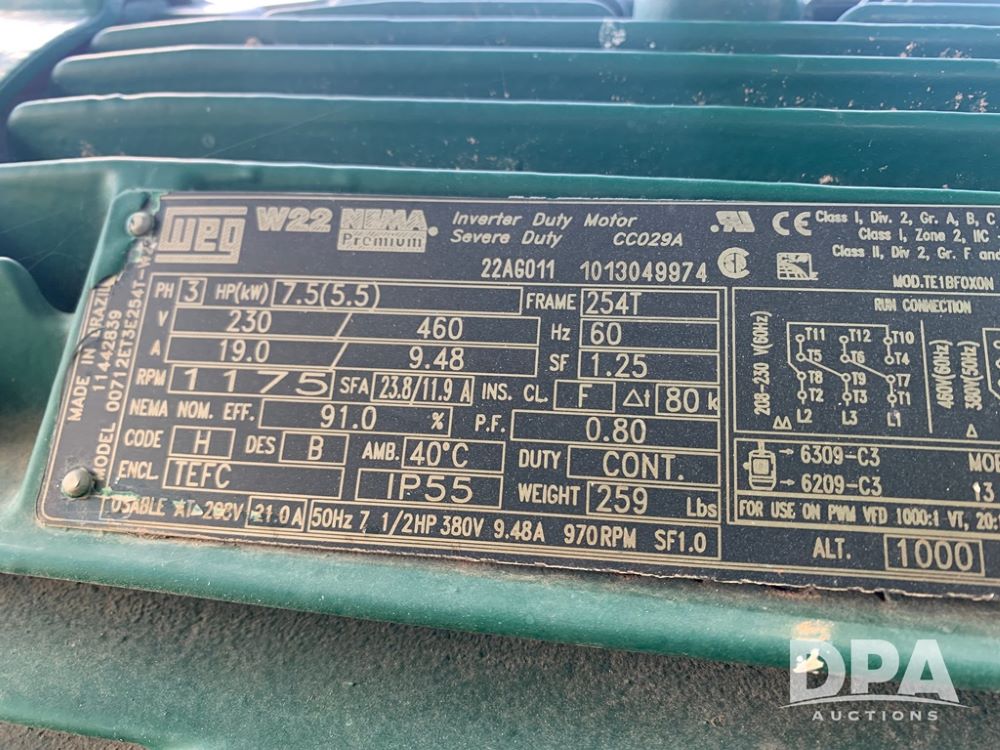 WEG W22 NEMA Premium Inverter Duty Motor
Severe Duty CC029A
22AG011 1013049974
Class I, Div. 2, Gr. A, B, C
Class I, Zone 2, IIC
Class II, Div 2, Gr. F and
MOD.TE1BFOXON
MADE IN
11442839
MODEL 00712ET3E254T-W2
PH 3 HP(kW) 7.5(5.5) FRAME 254T
V 230 / 460 Hz 60
A 19.0 / 9.48 SF 1.25
RPM 1175 SFA 23.8/11.9 A INS. CL. F Δt 80 K
NEMA NOM. EFF. 91.0 % P.F. 0.80
CODE H DES B AMB. 40°C DUTY CONT.
ENCL. TEFC IP55 WEIGHT 259 Lbs
USABLE AT 208V 21.0A 50Hz 7 1/2HP 380V 9.48A 970RPM SF1.0
RUN CONNECTION
208-230 V(60Hz)
T11 T12 T10
T5 T6 T4
T8 T9 T7
T2 T3 T1
L2 L3 L1
460V(60Hz)
380V(50Hz)
ΔΔ
Δ
6309-C3
6209-C3
FOR USE ON PWM VFD 1000:1 VT, 20:
ALT. 1000
DPA
AUCTIONS